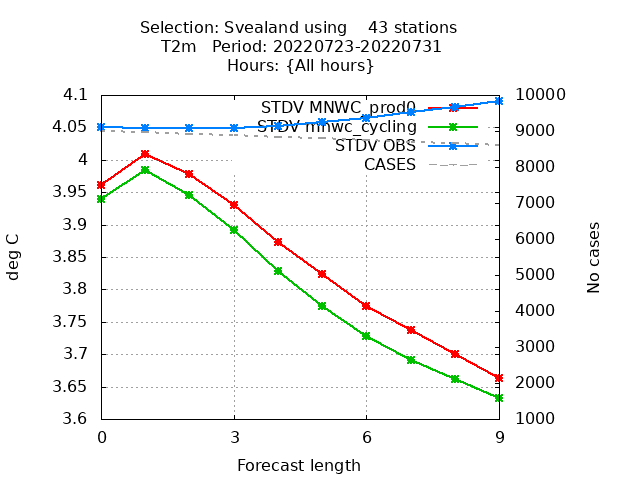 Selection: Svealand using    43 stations
T2m   Period: 20220723-20220731
Hours: {All hours}
STDV MNWC_prod0
STDV mnwc_cycling
STDV OBS
CASES
4.1
4.05
4
3.95
3.9
3.85
3.8
3.75
3.7
3.65
3.6
deg C
10000
9000
8000
7000
6000
5000
4000
3000
2000
1000
No cases
0 3 6 9
Forecast length